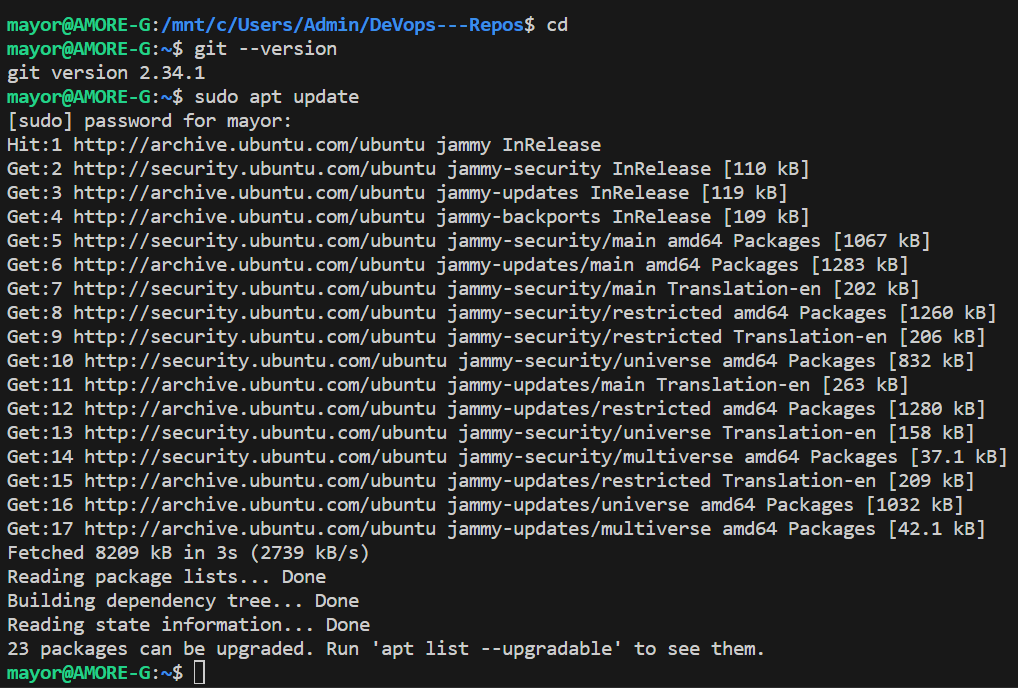 mayor@AMORE-G:/mnt/c/Users/Admin/DeVops---Repos$ cd
mayor@AMORE-G:~$ git --version
git version 2.34.1
mayor@AMORE-G:~$ sudo apt update
[sudo] password for mayor:
Hit:1 http://archive.ubuntu.com/ubuntu jammy InRelease
Get:2 http://security.ubuntu.com/ubuntu jammy-security InRelease [110 kB]
Get:3 http://archive.ubuntu.com/ubuntu jammy-updates InRelease [119 kB]
Get:4 http://archive.ubuntu.com/ubuntu jammy-backports InRelease [109 kB]
Get:5 http://security.ubuntu.com/ubuntu jammy-security/main amd64 Packages [1067 kB]
Get:6 http://archive.ubuntu.com/ubuntu jammy-updates/main amd64 Packages [1283 kB]
Get:7 http://security.ubuntu.com/ubuntu jammy-security/main Translation-en [202 kB]
Get:8 http://security.ubuntu.com/ubuntu jammy-security/restricted amd64 Packages [1260 kB]
Get:9 http://security.ubuntu.com/ubuntu jammy-security/restricted Translation-en [206 kB]
Get:10 http://security.ubuntu.com/ubuntu jammy-security/universe amd64 Packages [832 kB]
Get:11 http://archive.ubuntu.com/ubuntu jammy-updates/main Translation-en [263 kB]
Get:12 http://archive.ubuntu.com/ubuntu jammy-updates/restricted amd64 Packages [1280 kB]
Get:13 http://security.ubuntu.com/ubuntu jammy-security/universe Translation-en [158 kB]
Get:14 http://security.ubuntu.com/ubuntu jammy-security/multiverse amd64 Packages [37.1 kB]
Get:15 http://archive.ubuntu.com/ubuntu jammy-updates/restricted Translation-en [209 kB]
Get:16 http://archive.ubuntu.com/ubuntu jammy-updates/universe amd64 Packages [1032 kB]
Get:17 http://archive.ubuntu.com/ubuntu jammy-updates/multiverse amd64 Packages [42.1 kB]
Fetched 8209 kB in 3s (2739 kB/s)
Reading package lists... Done
Building dependency tree... Done
Reading state information... Done
23 packages can be upgraded. Run 'apt list --upgradable' to see them.
mayor@AMORE-G:~$